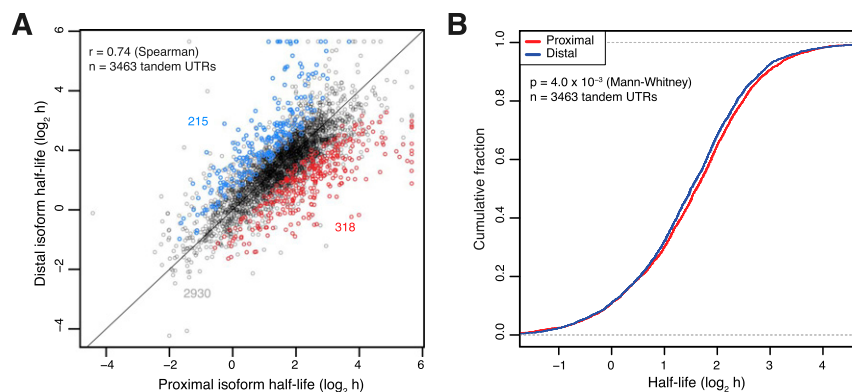 A
r = 0.74 (Spearman)
n = 3463 tandem UTRs
215
318
2930
Distal isoform half-life (log2 h)
6
4
2
0
−2
−4
−4
−2
0
2
4
6
Proximal isoform half-life (log2 h)
B
Proximal
Distal
p = 4.0 x 10⁻³ (Mann-Whitney)
n = 3463 tandem UTRs
Cumulative fraction
1.0
0.8
0.6
0.4
0.2
0.0
−1
0
1
2
3
4
Half-life (log2 h)